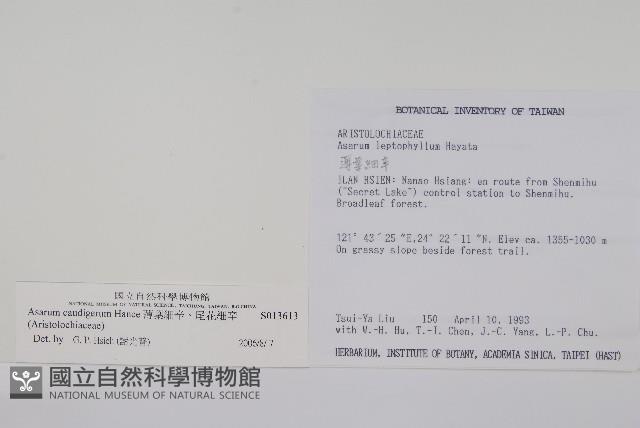 BOTANICAL INVENTORY OF TAIWAN
ARISTOLOCHIACEAE
Asarum leptophyllum Hayata
薄葉細辛
ILAN HSIEN: Nanao Hsiang: en route from Shenmihu
("Secret Lake") control station to Shenmihu.
Broadleaf forest.
121° 43´ 25 "E,24° 22´ 11 "N. Elev ca. 1355-1030 m
On grassy slope beside forest trail.
Tsui-Ya Liu 150 April 10, 1993
with W.-H. Hu, T.-I. Chen, J.-C. Yang, L.-P. Chu.
HERBARIUM, INSTITUTE OF BOTANY, ACADEMIA SINICA, TAIPEI (HAST)
國立自然科學博物館
NATIONAL MUSEUM OF NATURAL SCIENCE, TAICHUNG, TAIWAN, R.O.CHINA
Asarum caudigerum Hance 薄葉細辛、尾花細辛 S013613
(Aristolochiaceae)
Det. by G. P. Hsieh 2006/8/7
國立自然科學博物館
NATIONAL MUSEUM OF NATURAL SCIENCE